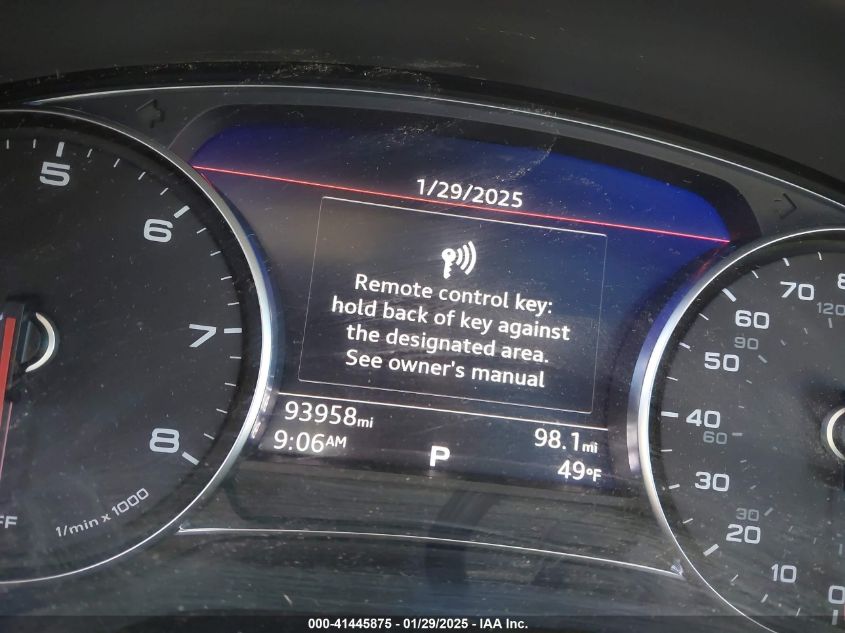 1/29/2025
Remote control key:
hold back of key against
the designated area.
See owner's manual
93958mi
98.1mi
9:06AM
P
49°F
5
6
7
8
1/min x 1000
FF
70
60
50
40
30
20
10
0
120
90
60
30
000-41445875 - 01/29/2025 - IAA Inc.